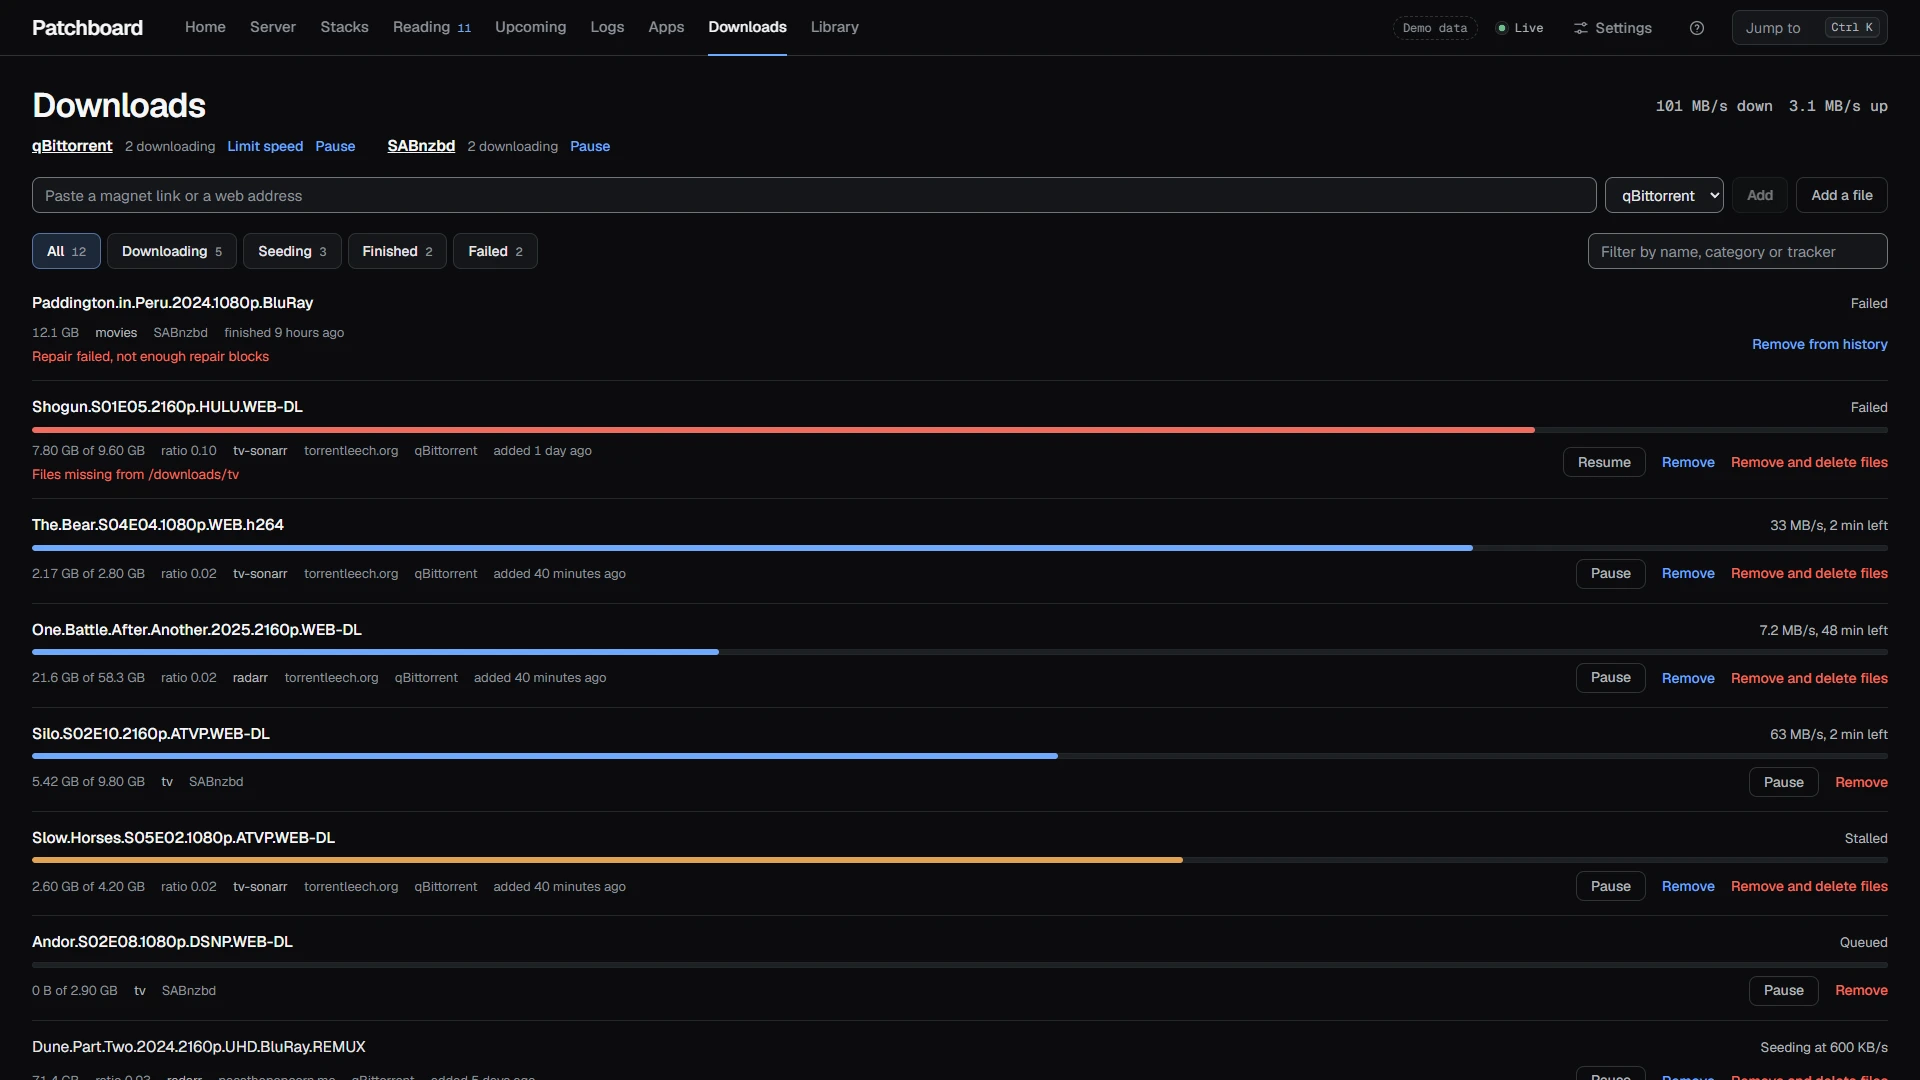 Patchboard Home Server Stacks Reading 11 Upcoming Logs Apps Downloads Library Demo data Live Settings Jump to Ctrl K
Downloads 101 MB/s down 3.1 MB/s up
qBittorrent 2 downloading Limit speed Pause SABnzbd 2 downloading Pause
Paste a magnet link or a web address qBittorrent Add Add a file
All 12 Downloading 5 Seeding 3 Finished 2 Failed 2 Filter by name, category or tracker
Paddington.in.Peru.2024.1080p.BluRay Failed
12.1 GB movies SABnzbd finished 9 hours ago
Repair failed, not enough repair blocks Remove from history
Shogun.S01E05.2160p.HULU.WEB-DL Failed
7.80 GB of 9.60 GB ratio 0.10 tv-sonarr torrentleech.org qBittorrent added 1 day ago
Files missing from /downloads/tv Resume Remove Remove and delete files
The.Bear.S04E04.1080p.WEB.h264 33 MB/s, 2 min left
2.17 GB of 2.80 GB ratio 0.02 tv-sonarr torrentleech.org qBittorrent added 40 minutes ago Pause Remove Remove and delete files
One.Battle.After.Another.2025.2160p.WEB-DL 7.2 MB/s, 48 min left
21.6 GB of 58.3 GB ratio 0.02 radarr torrentleech.org qBittorrent added 40 minutes ago Pause Remove Remove and delete files
Silo.S02E10.2160p.ATVP.WEB-DL 63 MB/s, 2 min left
5.42 GB of 9.80 GB tv SABnzbd Pause Remove
Slow.Horses.S05E02.1080p.ATVP.WEB-DL Stalled
2.60 GB of 4.20 GB ratio 0.02 tv-sonarr torrentleech.org qBittorrent added 40 minutes ago Pause Remove Remove and delete files
Andor.S02E08.1080p.DSNP.WEB-DL Queued
0 B of 2.90 GB tv SABnzbd Pause Remove
Dune.Part.Two.2024.2160p.UHD.BluRay.REMUX Seeding at 600 KB/s
radarr qBittorrent added 5 days ago Pause Remove Remove and delete files